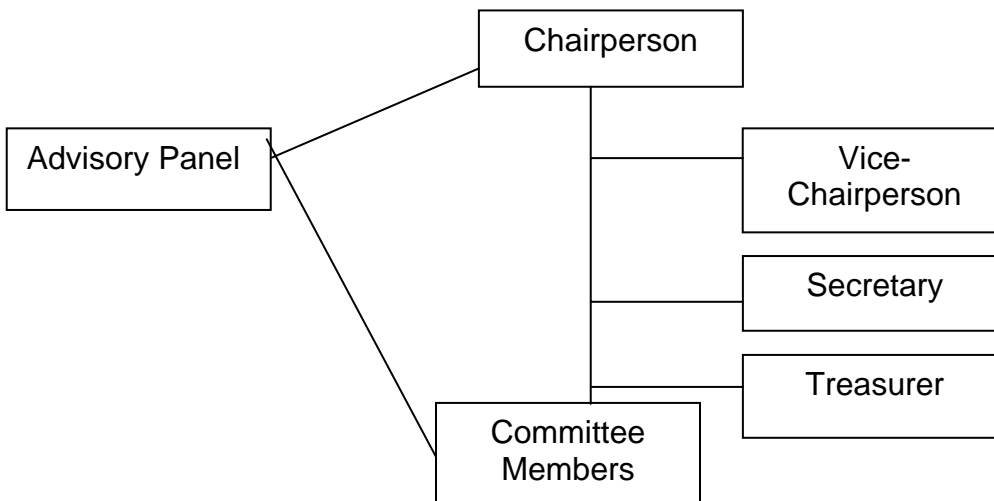 Chairperson
Advisory Panel
Vice-
Chairperson
Secretary
Treasurer
Committee
Members